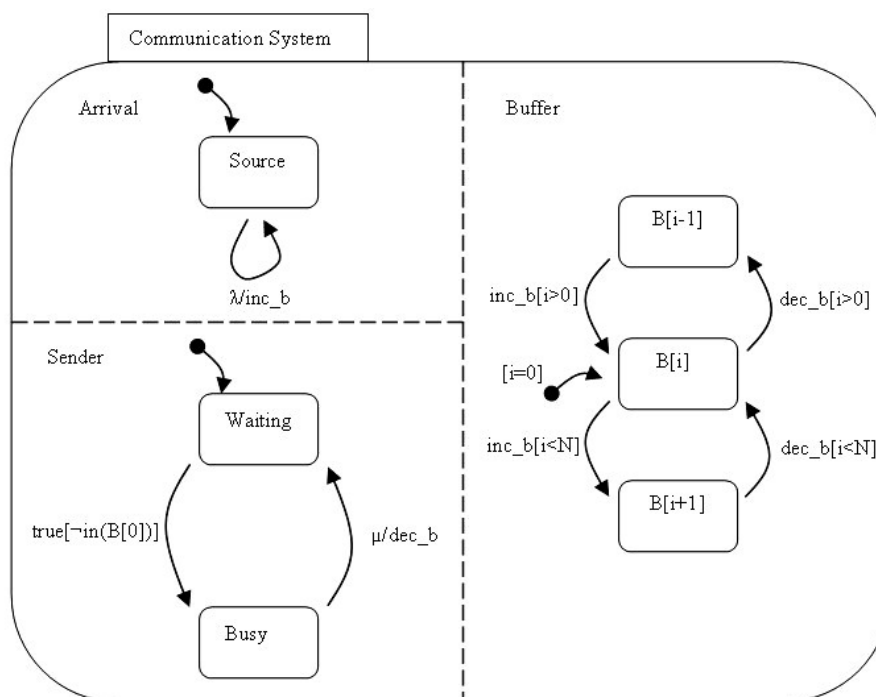 Communication System
Arrival
Source
λ/inc_b
Sender
Waiting
true[¬in(B[0])]
μ/dec_b
Busy
Buffer
B[i-1]
inc_b[i>0]
dec_b[i>0]
[i=0]
B[i]
inc_b[i<N]
dec_b[i<N]
B[i+1]